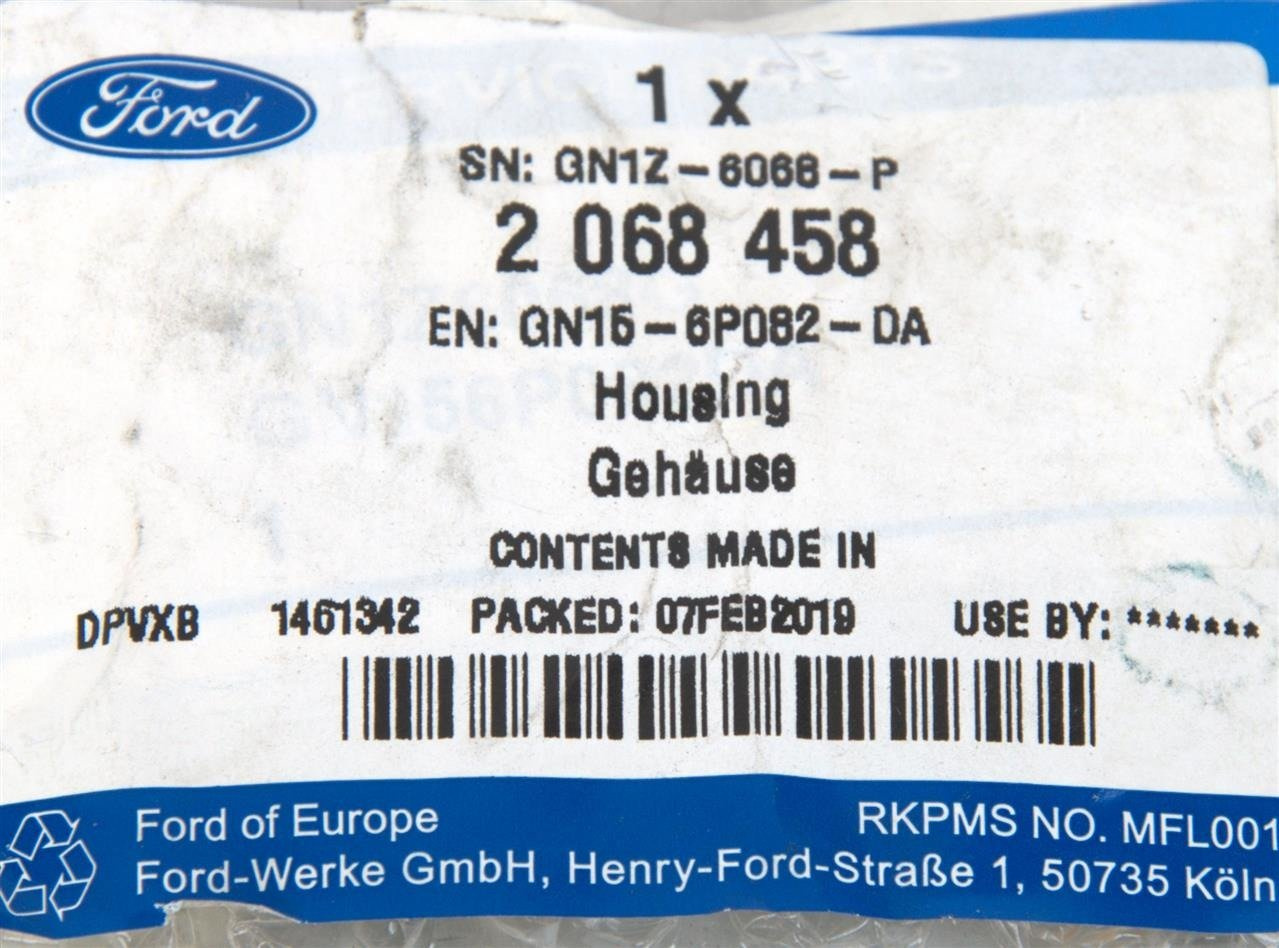 Ford
1 x
SN: GN1Z-6068-P
2 068 458
EN: GN15-6P082-DA
Housing
Gehäuse
CONTENTS MADE IN
DPVXB 1461342 PACKED: 07FEB2019 USE BY: *******
Ford of Europe RKPMS NO. MFL001
Ford-Werke GmbH, Henry-Ford-Straße 1, 50735 Köln